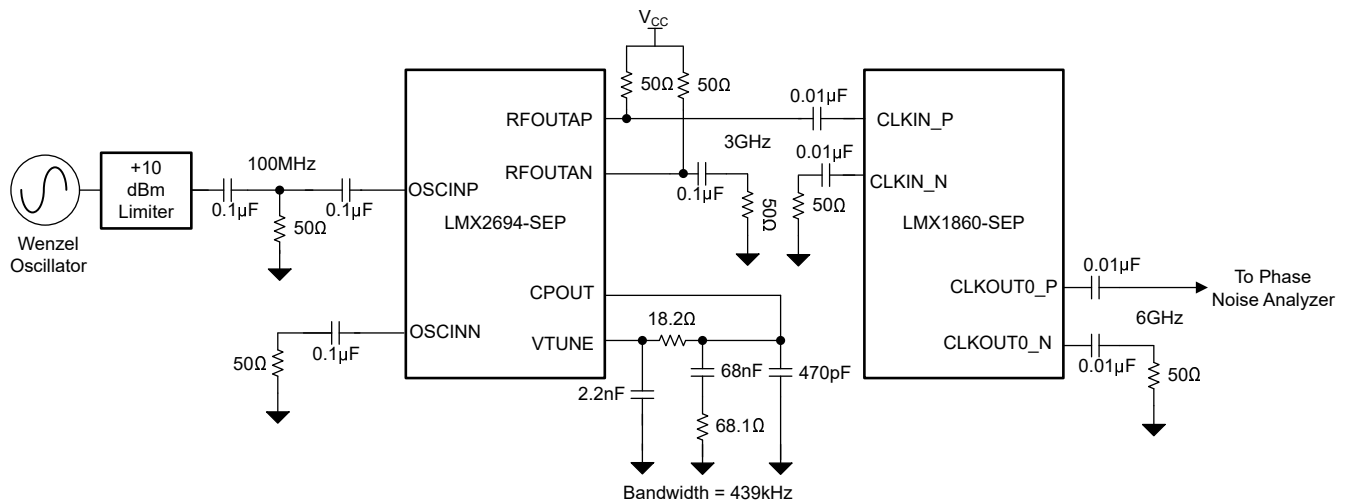 V_CC
50Ω
50Ω
0.01µF
RFOUTAP
CLKIN_P
+10
dBm
Limiter
100MHz
3GHz
0.01µF
RFOUTAN
CLKIN_N
0.1µF
0.1µF
OSCINP
0.1µF
50Ω
50Ω
50Ω
LMX2694-SEP
LMX1860-SEP
Wenzel
Oscillator
0.01µF
CPOUT
CLKOUT0_P
To Phase
Noise Analyzer
18.2Ω
6GHz
OSCINN
VTUNE
CLKOUT0_N
0.1µF
50Ω
68nF
470pF
0.01µF
50Ω
2.2nF
68.1Ω
Bandwidth = 439kHz